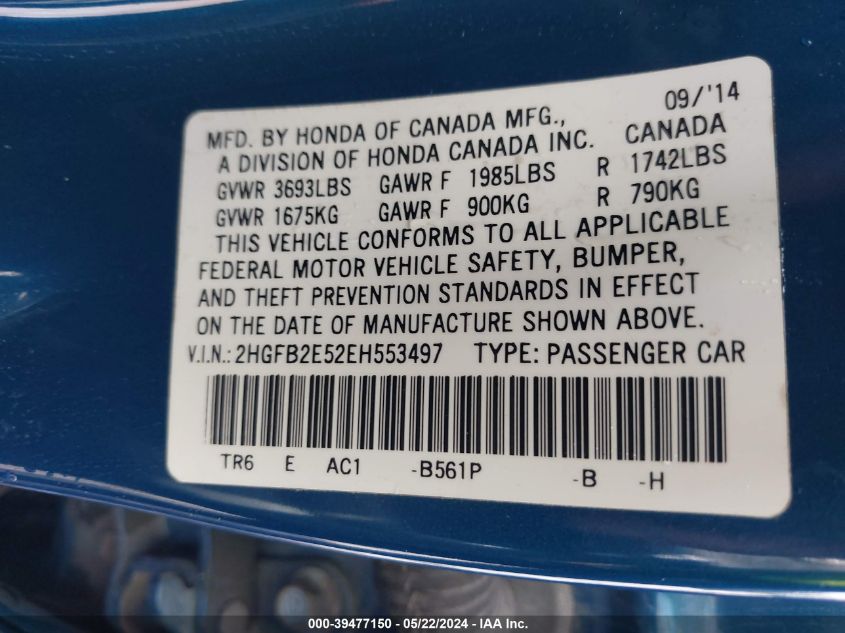 09/'14
MFD. BY HONDA OF CANADA MFG., CANADA
A DIVISION OF HONDA CANADA INC.
GVWR 3693LBS GAWR F 1985LBS R 1742LBS
GVWR 1675KG GAWR F 900KG R 790KG
THIS VEHICLE CONFORMS TO ALL APPLICABLE
FEDERAL MOTOR VEHICLE SAFETY, BUMPER,
AND THEFT PREVENTION STANDARDS IN EFFECT
ON THE DATE OF MANUFACTURE SHOWN ABOVE.
V.I.N.: 2HGFB2E52EH553497 TYPE: PASSENGER CAR
TR6 E AC1 -B561P -B -H
000-39477150 - 05/22/2024 - IAA Inc.